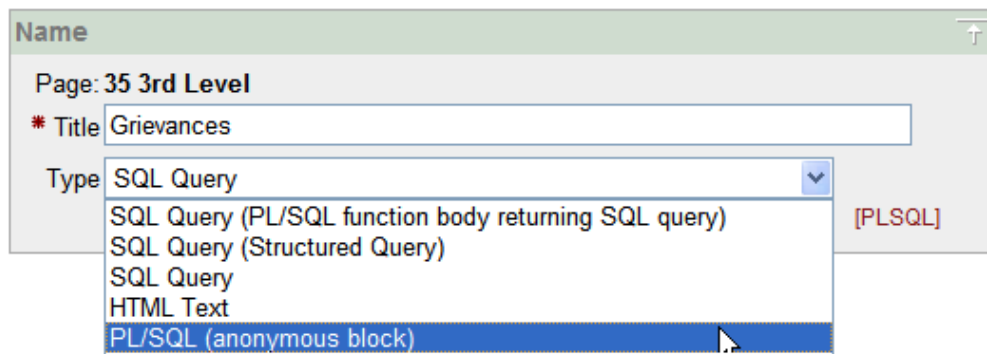 Name
Page: 35 3rd Level
* Title Grievances
Type SQL Query
SQL Query (PL/SQL function body returning SQL query) [PLSQL]
SQL Query (Structured Query)
SQL Query
HTML Text
PL/SQL (anonymous block)